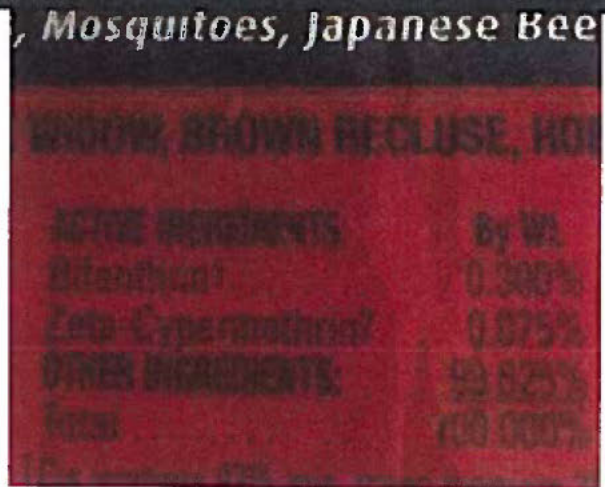 , Mosquitoes, Japanese Bee
WIDOW, BROWN RECLUSE, HO
ACTIVE INGREDIENTS By Wt.
Bifenthrin† 0.300%
Zeta-Cypermethrin 0.075%
OTHER INGREDIENTS: 99.625%
Total 100.000%